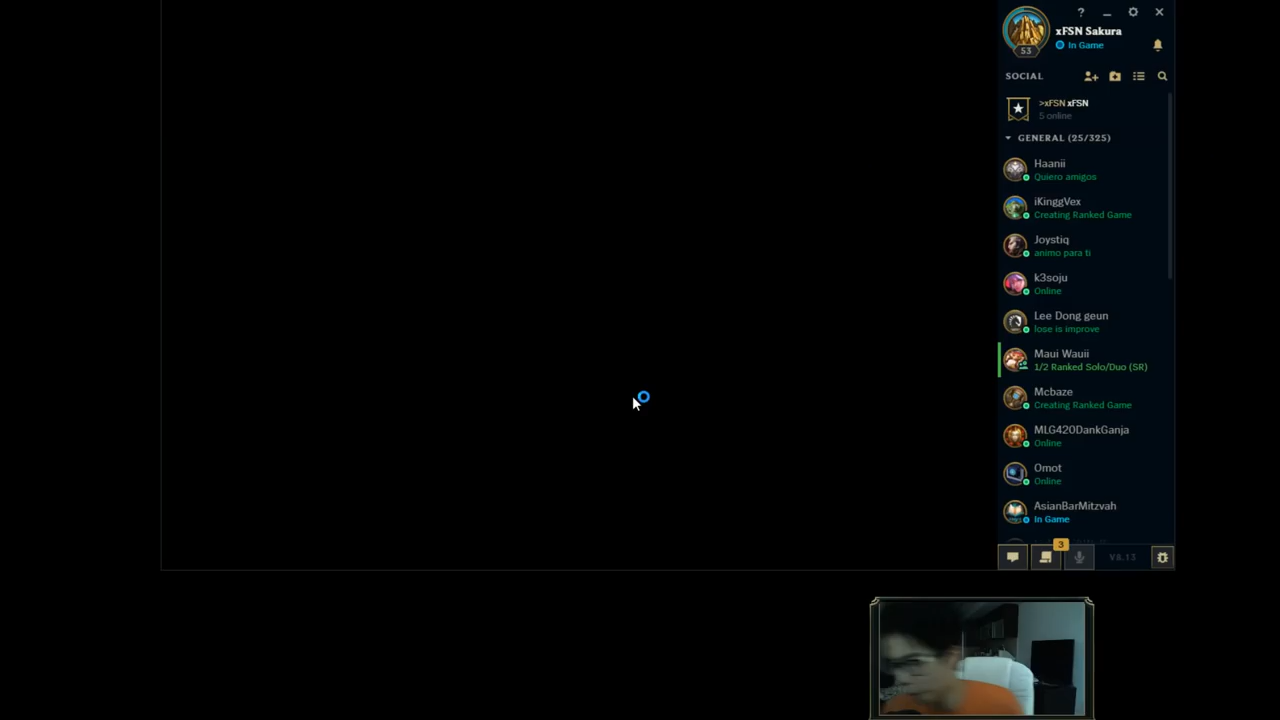 ?
xFSN Sakura
In Game
53
SOCIAL
>xFSN xFSN
5 online
GENERAL (25/325)
Haanii
Quiero amigos
iKinggVex
Creating Ranked Game
Joystiq
animo para ti
k3soju
Online
Lee Dong geun
lose is improve
Maui Wauii
1/2 Ranked Solo/Duo (SR)
Mcbaze
Creating Ranked Game
MLG420DankGanja
Online
Omot
Online
AsianBarMitzvah
In Game
3
V8.13